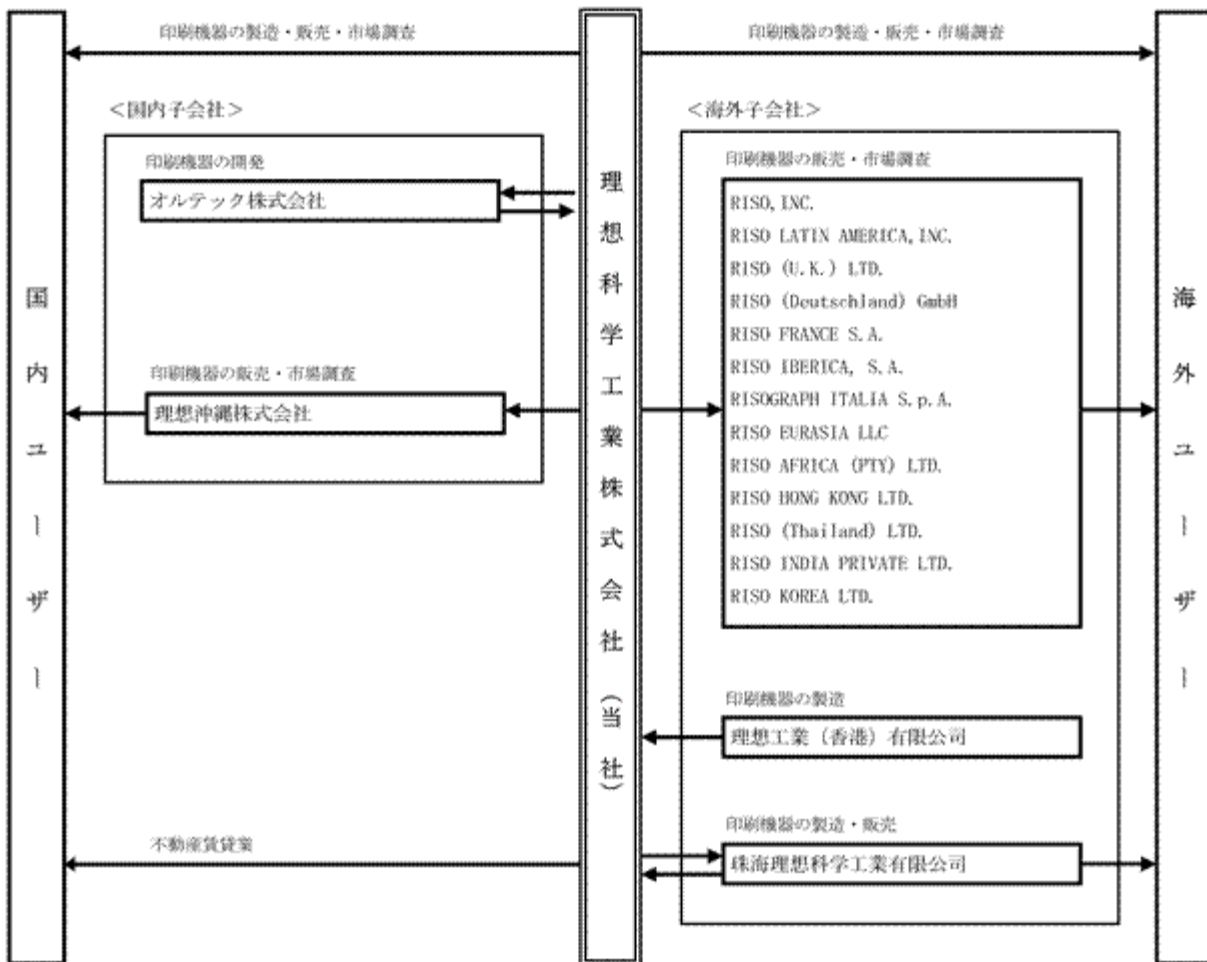 印刷機器の製造・販売・市場調査
印刷機器の製造・販売・市場調査
国内ユーザー
<国内子会社>
印刷機器の開発
オルテック株式会社
印刷機器の販売・市場調査
理想沖縄株式会社
不動産賃貸業
理想科学工業株式会社(当社)
<海外子会社>
印刷機器の販売・市場調査
RISO,INC.
RISO LATIN AMERICA,INC.
RISO (U.K.) LTD.
RISO (Deutschland) GmbH
RISO FRANCE S.A.
RISO IBERICA, S.A.
RISOGRAPH ITALIA S.p.A.
RISO EURASIA LLC
RISO AFRICA (PTY) LTD.
RISO HONG KONG LTD.
RISO (Thailand) LTD.
RISO INDIA PRIVATE LTD.
RISO KOREA LTD.
印刷機器の製造
理想工業(香港)有限公司
印刷機器の製造・販売
珠海理想科学工業有限公司
海外ユーザー